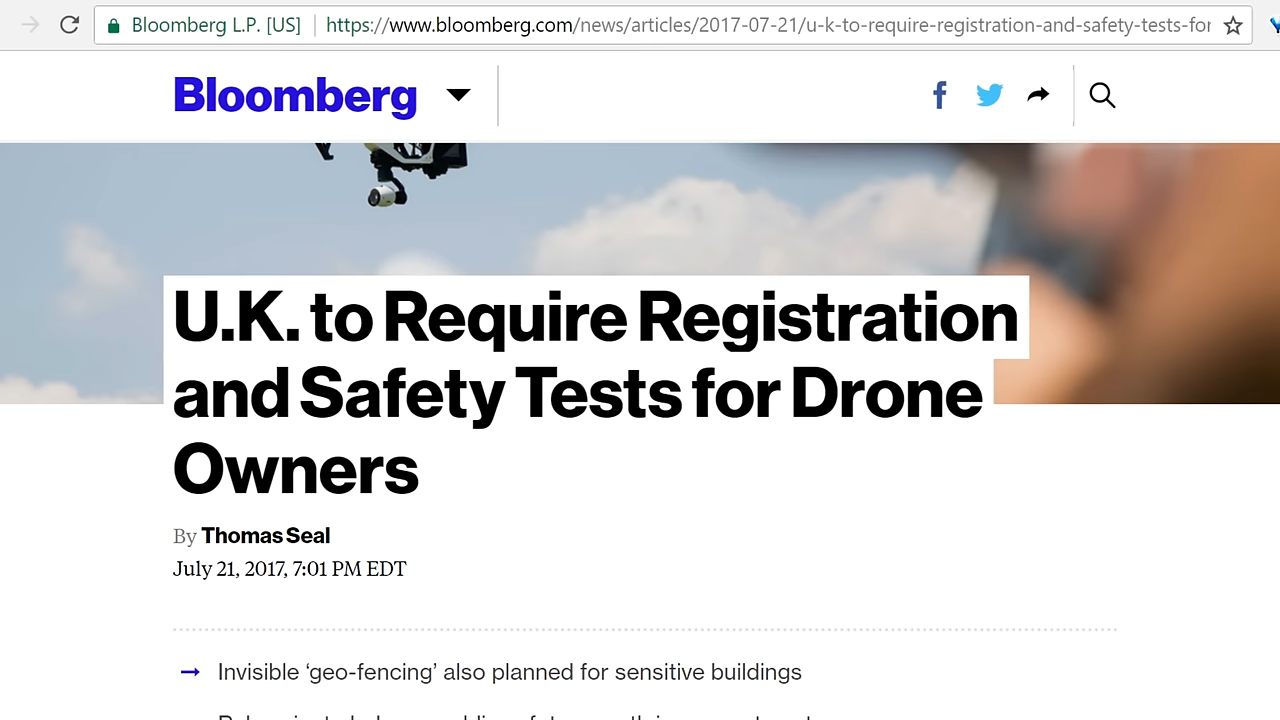 Bloomberg L.P. [US] https://www.bloomberg.com/news/articles/2017-07-21/u-k-to-require-registration-and-safety-tests-for
Bloomberg
U.K. to Require Registration
and Safety Tests for Drone
Owners
By Thomas Seal
July 21, 2017, 7:01 PM EDT
→ Invisible ‘geo-fencing’ also planned for sensitive buildings